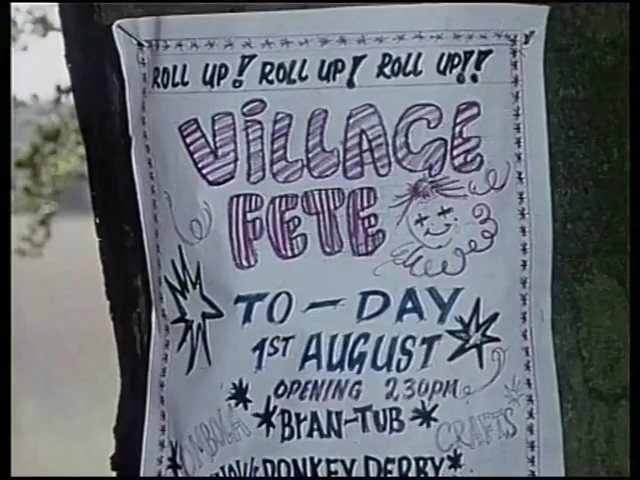 ROLL UP! ROLL UP! ROLL UP!!
VILLAGE
FETE
TO-DAY
1ST AUGUST
OPENING 2.30PM
BRAN-TUB
CRAFTS
DONKEY DERBY